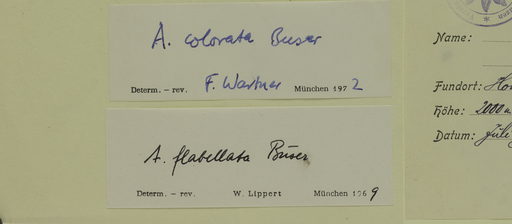 A. colorata Buser
Determ. – rev. F. Wartner München 1972
A. flabellata Buser
Determ. – rev. W. Lippert München 1969
Name:
Fundort:
Höhe: 2000
Datum: July